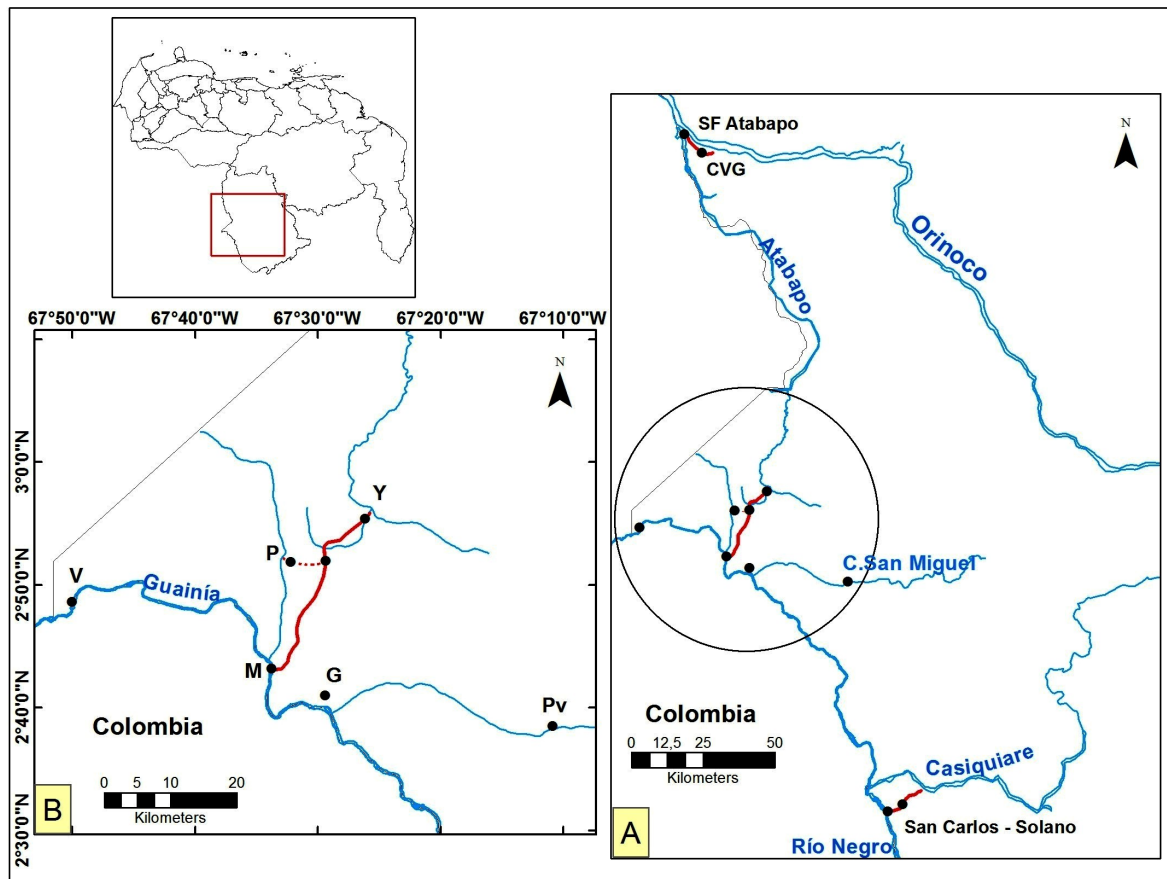 67°50'0"W
67°40'0"W
67°30'0"W
67°20'0"W
67°10'0"W
N
3°0'0"N
2°50'0"N
2°40'0"N
2°30'0"N
Y
P
V
Guainía
M
G
Pv
Colombia
0 5 10 20
Kilometers
B
SF Atabapo
N
CVG
Orinoco
Atabapo
C.San Miguel
Colombia
0 12,5 25 50
Kilometers
Casiquiare
San Carlos - Solano
A
Río Negro